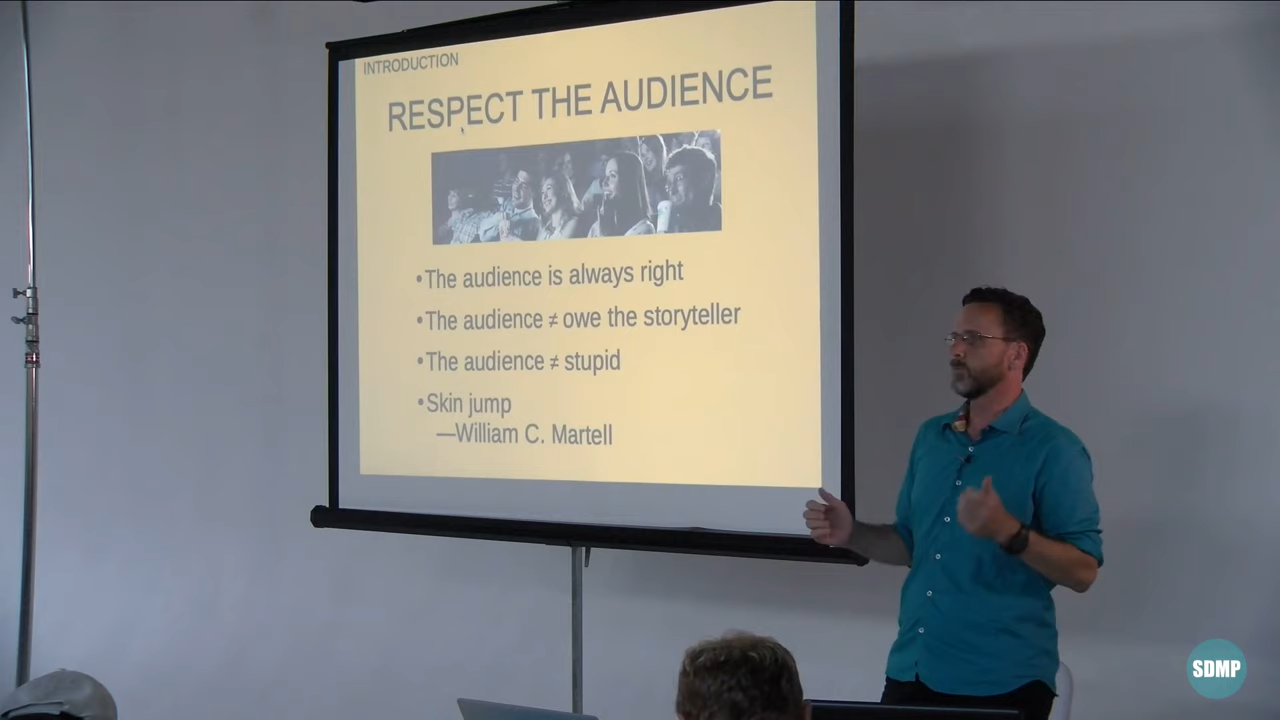 INTRODUCTION
RESPECT THE AUDIENCE
•The audience is always right
•The audience ≠ owe the storyteller
•The audience ≠ stupid
•Skin jump
—William C. Martell
SDMP